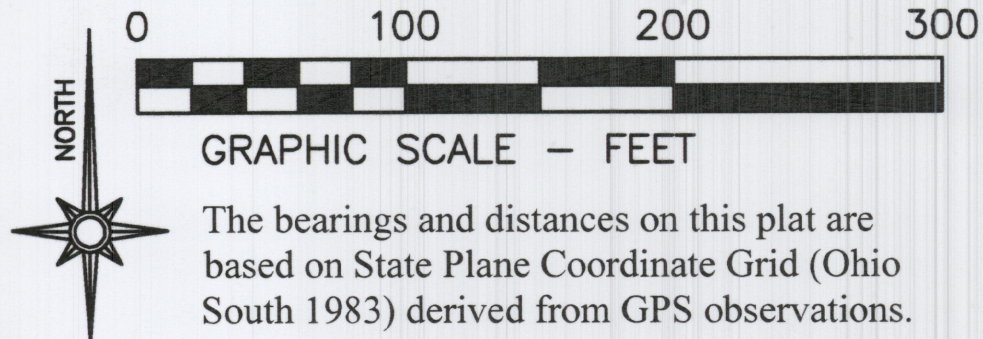 0 100 200 300
NORTH
GRAPHIC SCALE – FEET
The bearings and distances on this plat are
based on State Plane Coordinate Grid (Ohio
South 1983) derived from GPS observations.